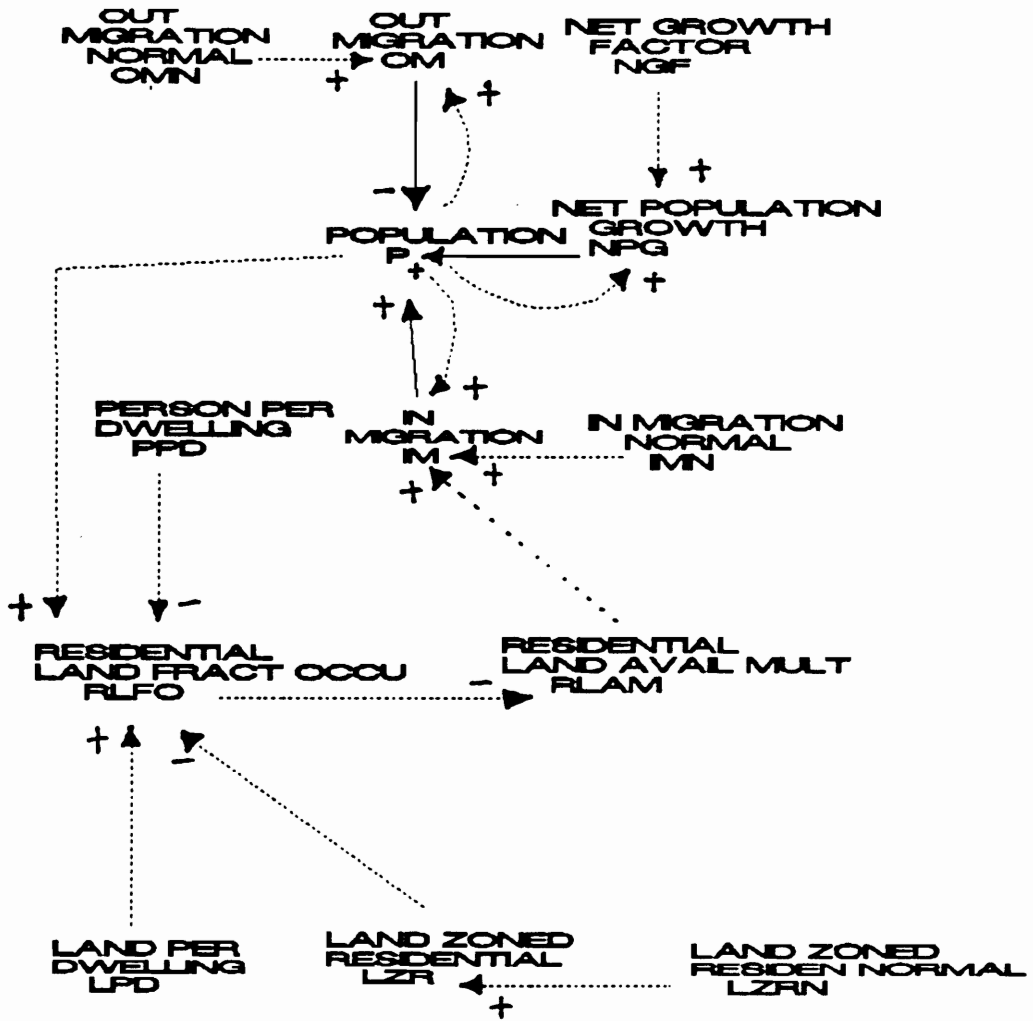 OUT
MIGRATION
NORMAL
OMN
OUT
MIGRATION
OM
NET GROWTH
FACTOR
NGF
+
+
+
-
NET POPULATION
GROWTH
NPG
POPULATION
P
+
+
+
+
PERSON PER
DWELLING
PPD
IN
MIGRATION
IM
+
+
IN MIGRATION
NORMAL
IMN
+
-
RESIDENTIAL
LAND FRACT OCCU
RLFO
-
RESIDENTIAL
LAND AVAIL MULT
RLAM
+
-
LAND PER
DWELLING
LPD
LAND ZONED
RESIDENTIAL
LZR
+
LAND ZONED
RESIDEN NORMAL
LZRN